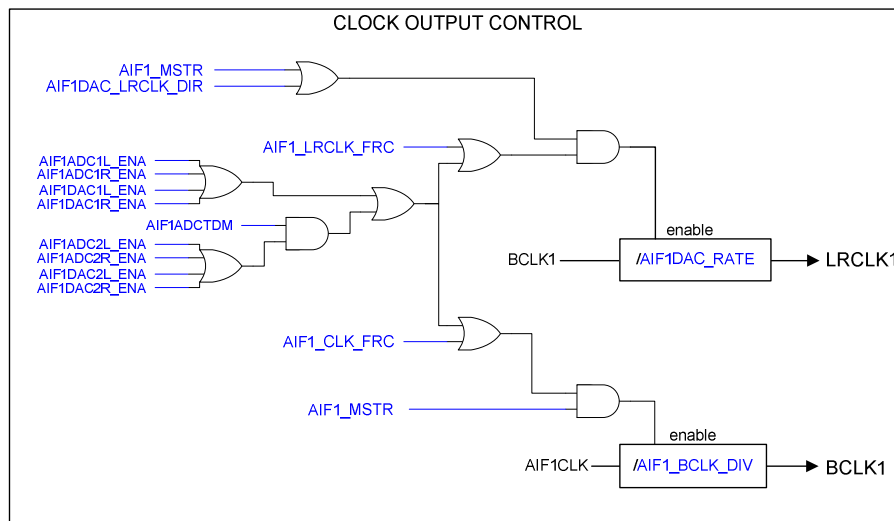 CLOCK OUTPUT CONTROL
AIF1_MSTR
AIF1DAC_LRCLK_DIR
AIF1_LRCLK_FRC
AIF1ADC1L_ENA
AIF1ADC1R_ENA
AIF1DAC1L_ENA
AIF1DAC1R_ENA
AIF1ADCTDM
AIF1ADC2L_ENA
AIF1ADC2R_ENA
AIF1DAC2L_ENA
AIF1DAC2R_ENA
enable
BCLK1
/AIF1DAC_RATE
LRCLK1
AIF1_CLK_FRC
AIF1_MSTR
enable
AIF1CLK
/AIF1_BCLK_DIV
BCLK1